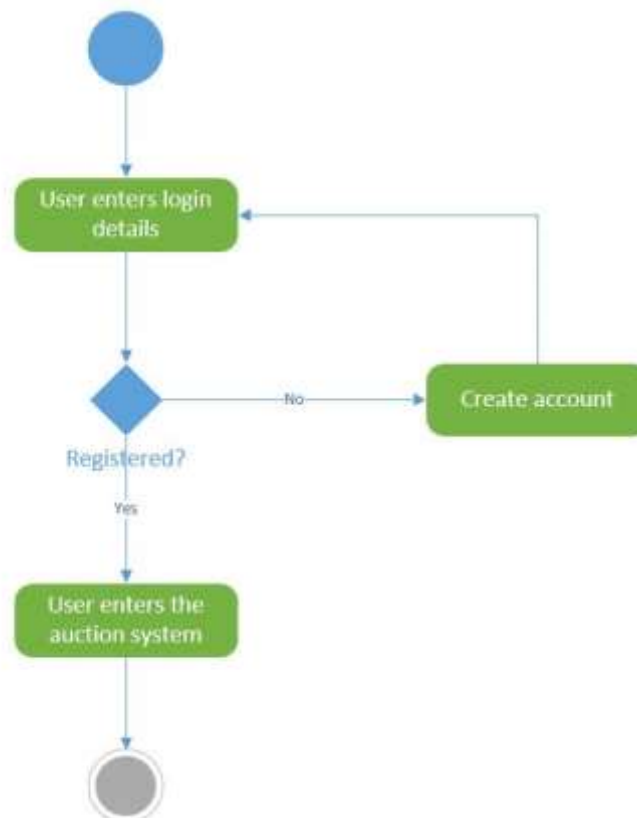 User enters login
details
No
Create account
Registered?
Yes
User enters the
auction system